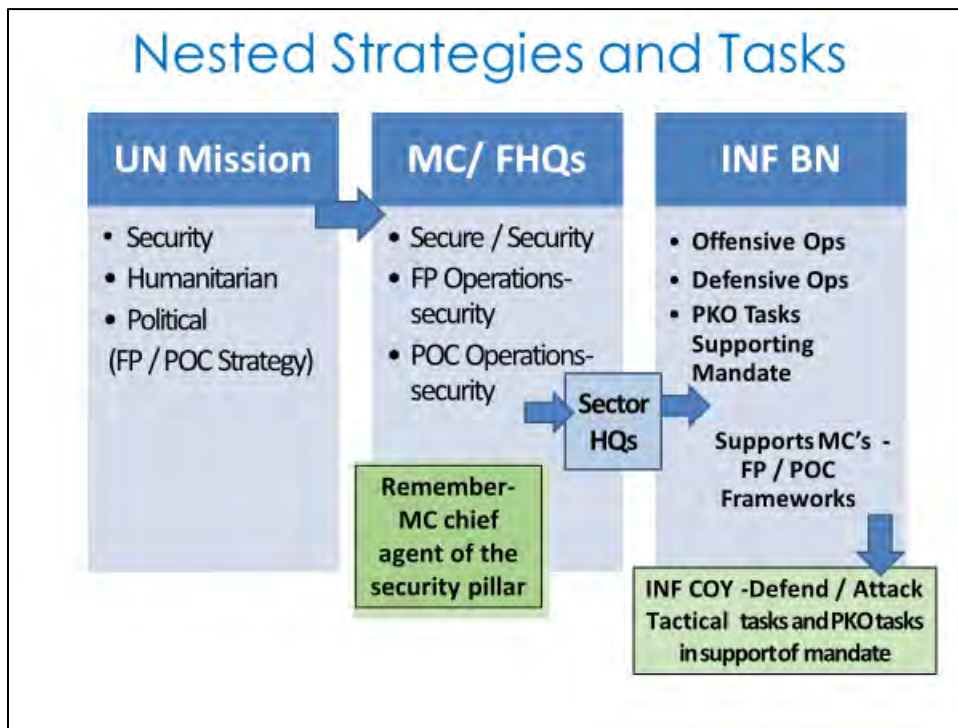 Nested Strategies and Tasks
UN Mission
• Security
• Humanitarian
• Political
(FP / POC Strategy)
MC/ FHQs
• Secure / Security
• FP Operations-
security
• POC Operations-
security
Remember-
MC chief
agent of the
security pillar
Sector
HQs
INF BN
• Offensive Ops
• Defensive Ops
• PKO Tasks
Supporting
Mandate
Supports MC's -
FP / POC
Frameworks
INF COY -Defend / Attack
Tactical tasks and PKO tasks
in support of mandate